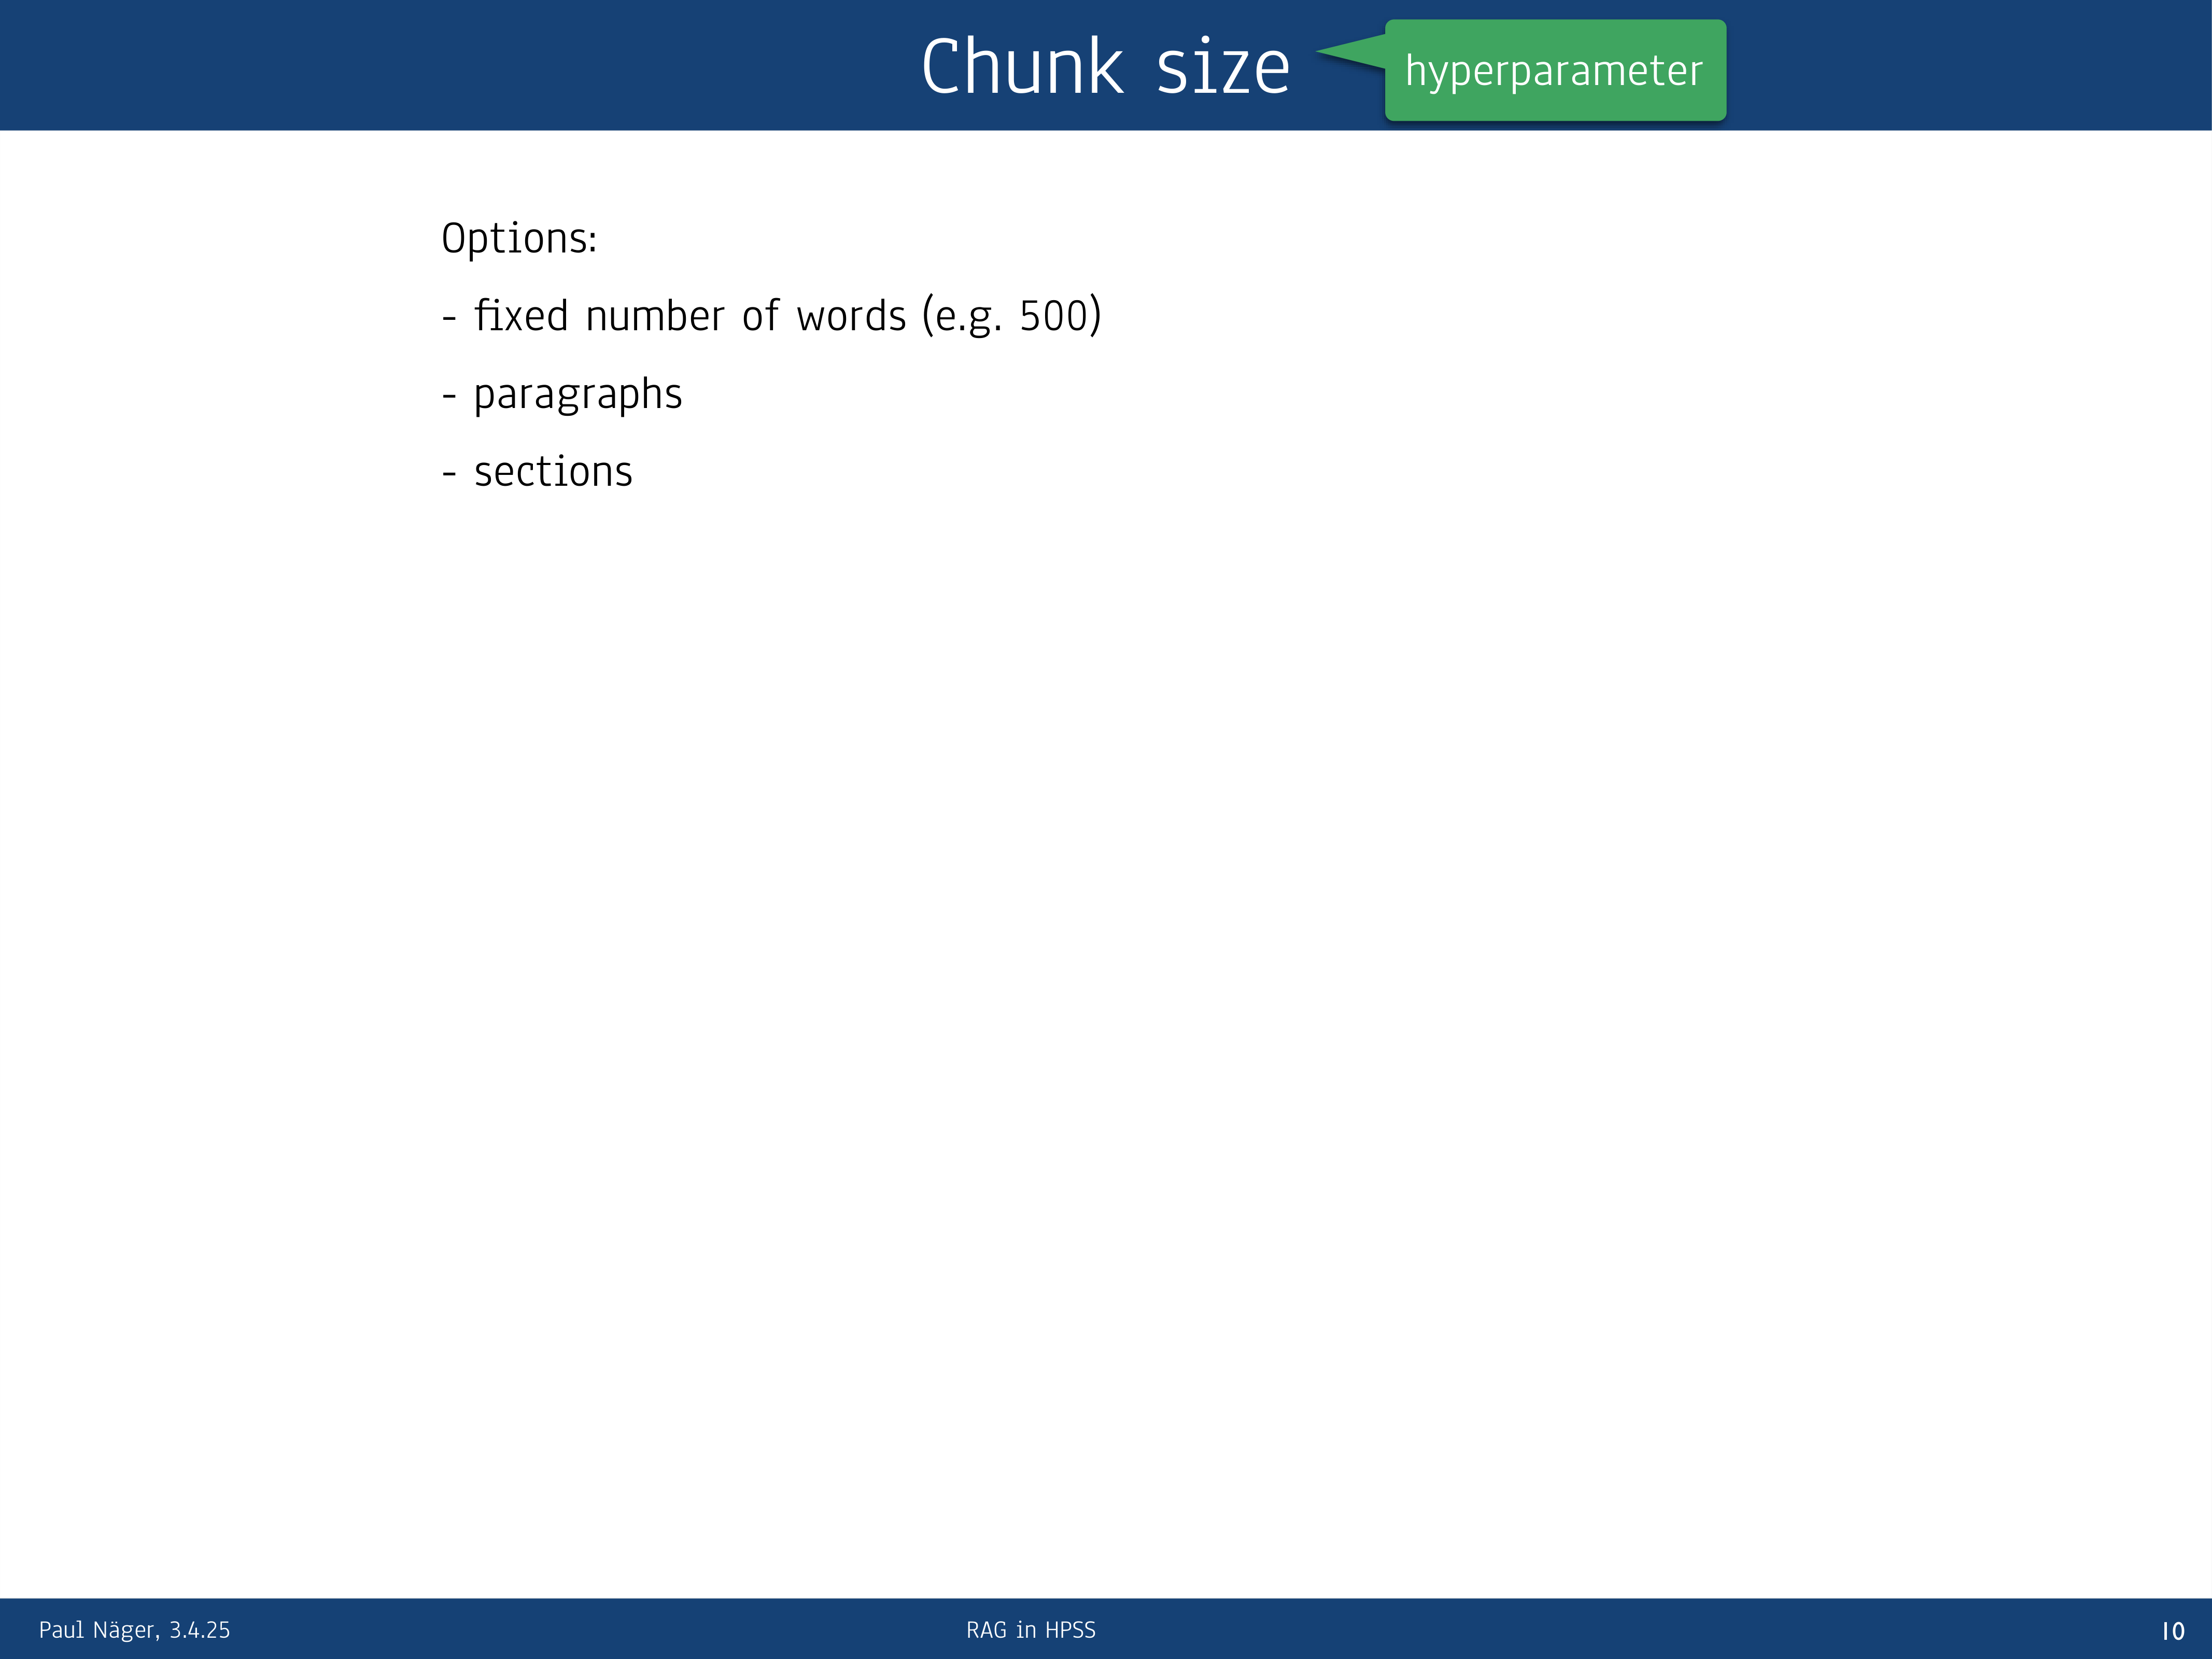 Chunk size
hyperparameter
Options:
- fixed number of words (e.g. 500)
- paragraphs
- sections
Paul Näger, 3.4.25
RAG in HPSS
10